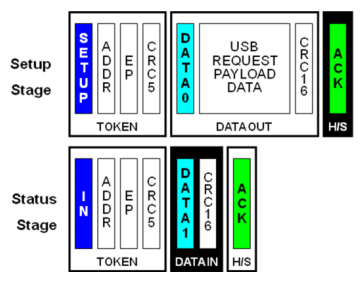 Setup
Stage
SETUP
ADDR
EP
CRC5
TOKEN
DATA0
USB
REQUEST
PAYLOAD
DATA
CRC16
DATA OUT
ACK
H/S
Status
Stage
IN
ADDR
EP
CRC5
TOKEN
DATA1
CRC16
DATA IN
ACK
H/S